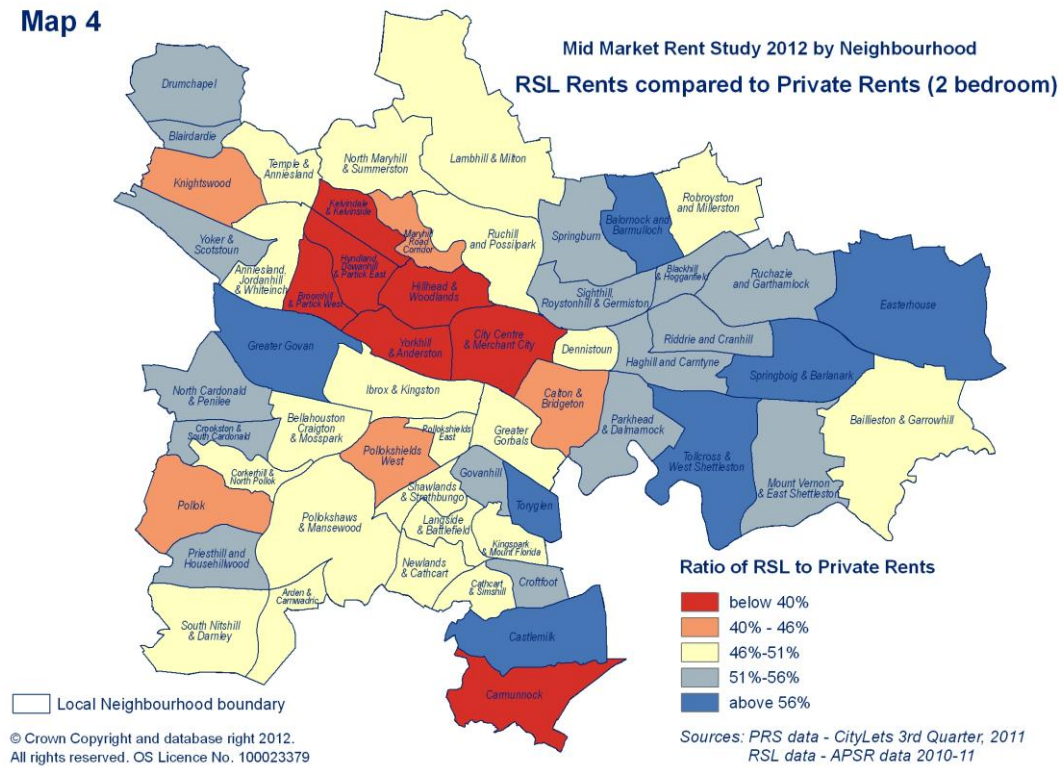 Map 4
Mid Market Rent Study 2012 by Neighbourhood
RSL Rents compared to Private Rents (2 bedroom)
Drumchapel
Blairdardie
Knightswood
Temple &
Anniesland
North Maryhill
& Summerston
Lambhill & Milton
Kelvindale
& Kelvinside
Maryhill
Road
Corridor
Ruchill
and Possilpark
Springburn
Balornock and
Barmulloch
Robroyston
and Millerston
Yoker &
Scotstoun
Anniesland,
Jordanhill
& Whiteinch
Hyndland,
Dowanhill
& Partick East
Broomhill
& Partick West
Hillhead &
Woodlands
Sighthill,
Roystonhill & Germiston
Blackhill
& Hogganfield
Ruchazie
and Garthamlock
Easterhouse
Greater Govan
Yorkhill
& Anderston
City Centre
& Merchant City
Dennistoun
Riddrie and Cranhill
Haghill and Carntyne
Springboig & Barlanark
North Cardonald
& Penilee
Ibrox & Kingston
Calton &
Bridgeton
Parkhead
& Dalmarnock
Baillieston & Garrowhill
Crookston &
South Cardonald
Bellahouston
Craigton
& Mosspark
Pollokshields
West
Pollokshields
East
Greater
Gorbals
Tollcross &
West Shettleston
Mount Vernon
& East Shettleston
Corkerhill &
North Pollok
Govanhill
Pollok
Shawlands
& Strathbungo
Toryglen
Pollokshaws
& Mansewood
Langside
& Battlefield
Kingspark
& Mount Florida
Priesthill and
Househillwood
Newlands
& Cathcart
Cathcart
& Simshill
Croftfoot
Arden &
Carnwadric
South Nitshill
& Darnley
Castlemilk
Carmunnock
Ratio of RSL to Private Rents
below 40%
40% - 46%
46%-51%
51%-56%
above 56%
Local Neighbourhood boundary
© Crown Copyright and database right 2012.
All rights reserved. OS Licence No. 100023379
Sources: PRS data - CityLets 3rd Quarter, 2011
RSL data - APSR data 2010-11